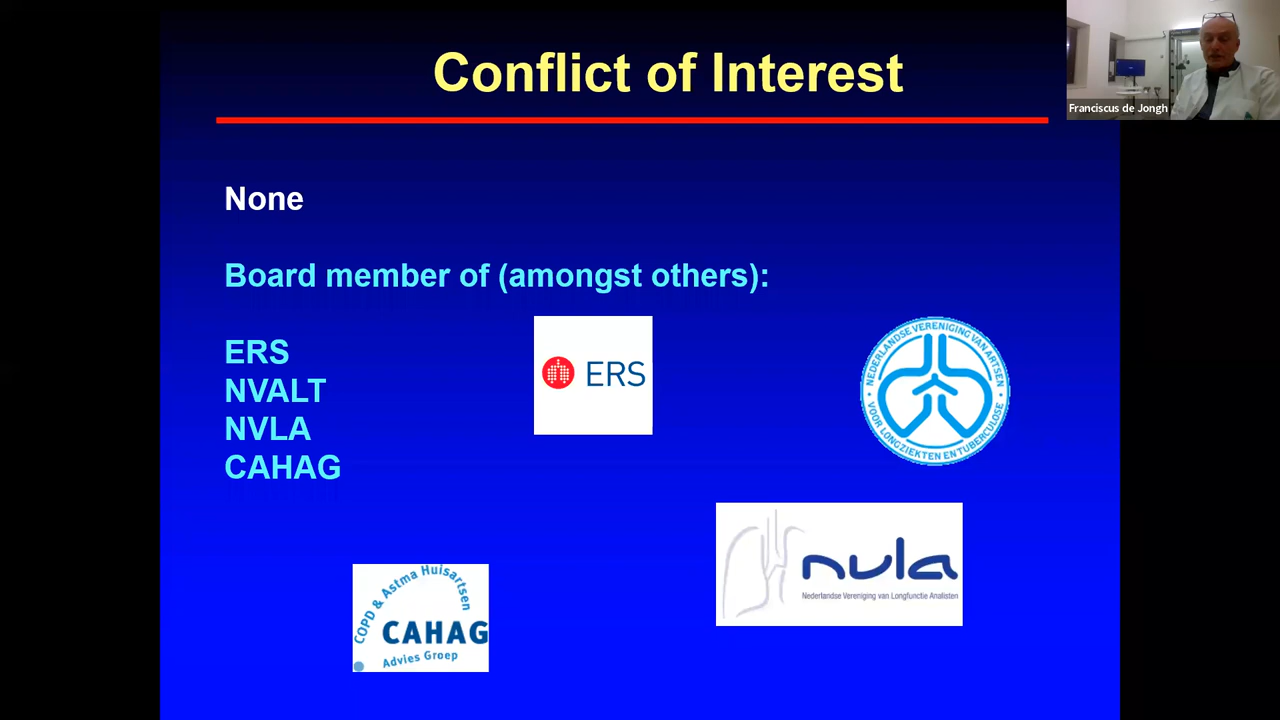 Conflict of Interest
Franciscus de Jongh
None
Board member of (amongst others):
ERS
NVALT
NVLA
CAHAG
ERS
NEDERLANDSE VERENIGING VAN ARTSEN
VOOR LONGZIEKTEN EN TUBERCULOSE
nvla
Nederlandse Vereniging van Longfunctie Analisten
COPD & Astma Huisartsen
CAHAG
Advies Groep